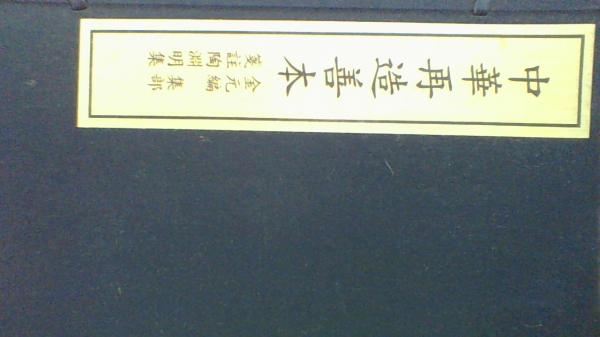 中華再造善本
金元編 集部
箋註陶淵明集